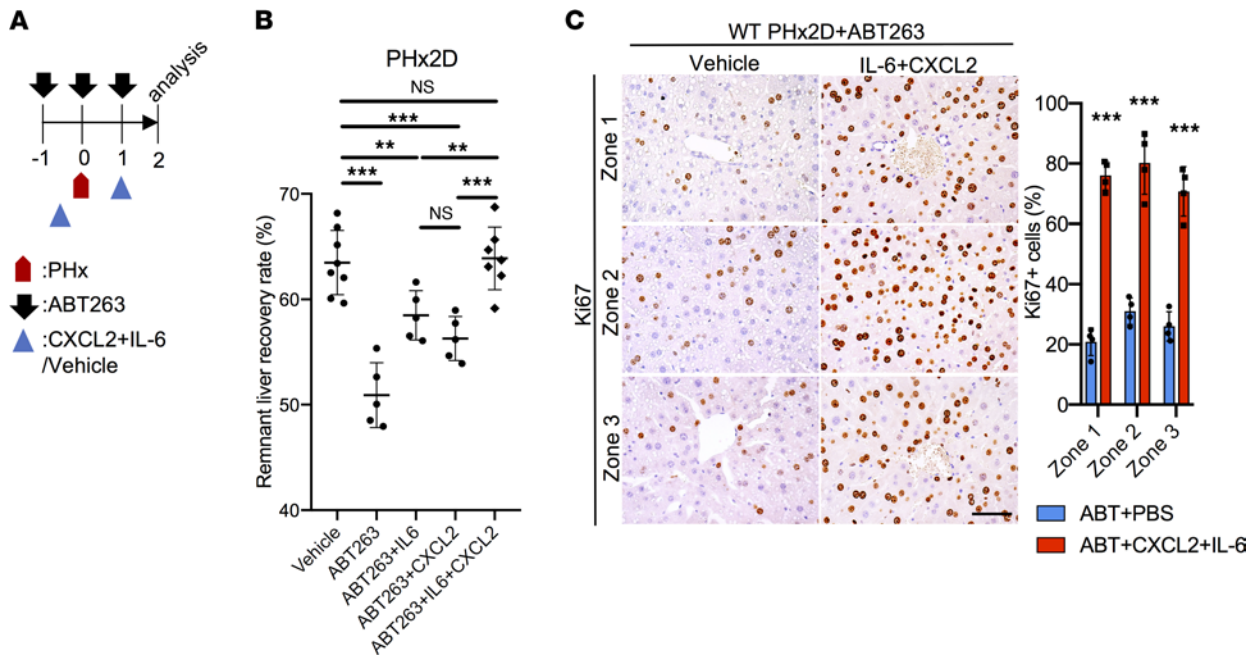 A
analysis
-1 0 1 2
:PHx
:ABT263
:CXCL2+IL-6
/Vehicle
B
PHx2D
NS
***
** **
*** NS ***
Remnant liver recovery rate (%)
70
60
50
40
Vehicle
ABT263
ABT263+IL6
ABT263+CXCL2
ABT263+IL6+CXCL2
C
WT PHx2D+ABT263
Vehicle IL-6+CXCL2
Ki67
Zone 1
Zone 2
Zone 3
Ki67+ cells (%)
100
80
60
40
20
0
*** *** ***
Zone 1
Zone 2
Zone 3
ABT+PBS
ABT+CXCL2+IL-6